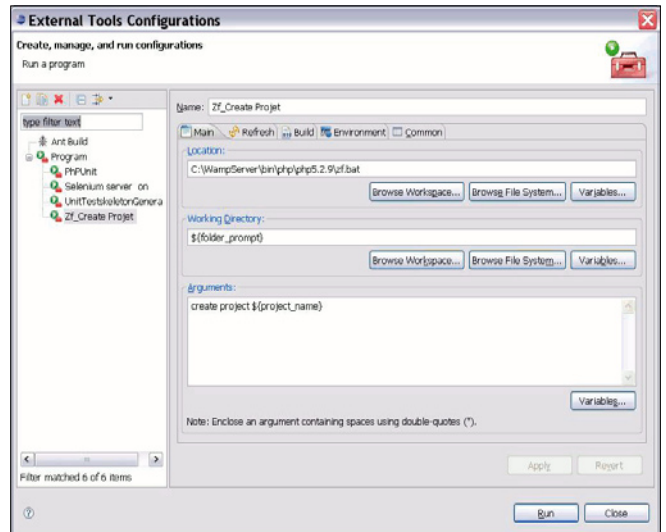 External Tools Configurations
Create, manage, and run configurations
Run a program
type filter text
Ant Build
Program
PHPUnit
Selenium server on
UnitTestskeletonGenera
Zf_Create Projet
Filter matched 6 of 6 items
Name: Zf_Create Projet
Main Refresh Build Environment Common
Location:
C:\WampServer\bin\php\php5.2.9\zf.bat
Browse Workspace... Browse File System... Variables...
Working Directory:
${folder_prompt}
Browse Workspace... Browse File System... Variables...
Arguments:
create project ${project_name}
Variables...
Note: Enclose an argument containing spaces using double-quotes (").
Apply Revert
Run Close